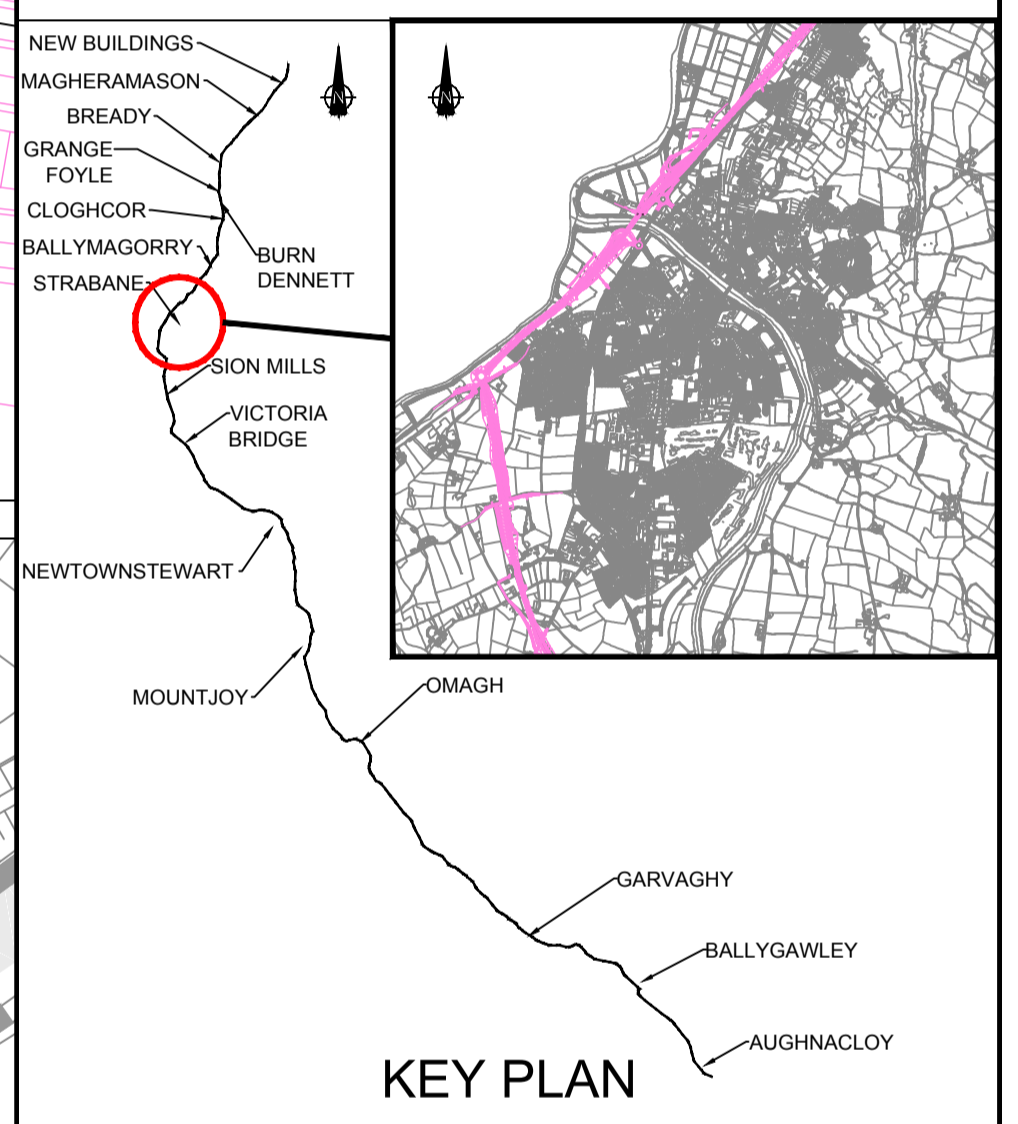 NEW BUILDINGS
MAGHERAMASON
BREADY
GRANGE
FOYLE
CLOGHCOR
BALLYMAGORRY
BURN
DENNETT
STRABANE
SION MILLS
VICTORIA
BRIDGE
NEWTOWNSTEWART
MOUNTJOY
OMAGH
GARVAGHY
BALLYGAWLEY
AUGHNACLOY
KEY PLAN
N
N